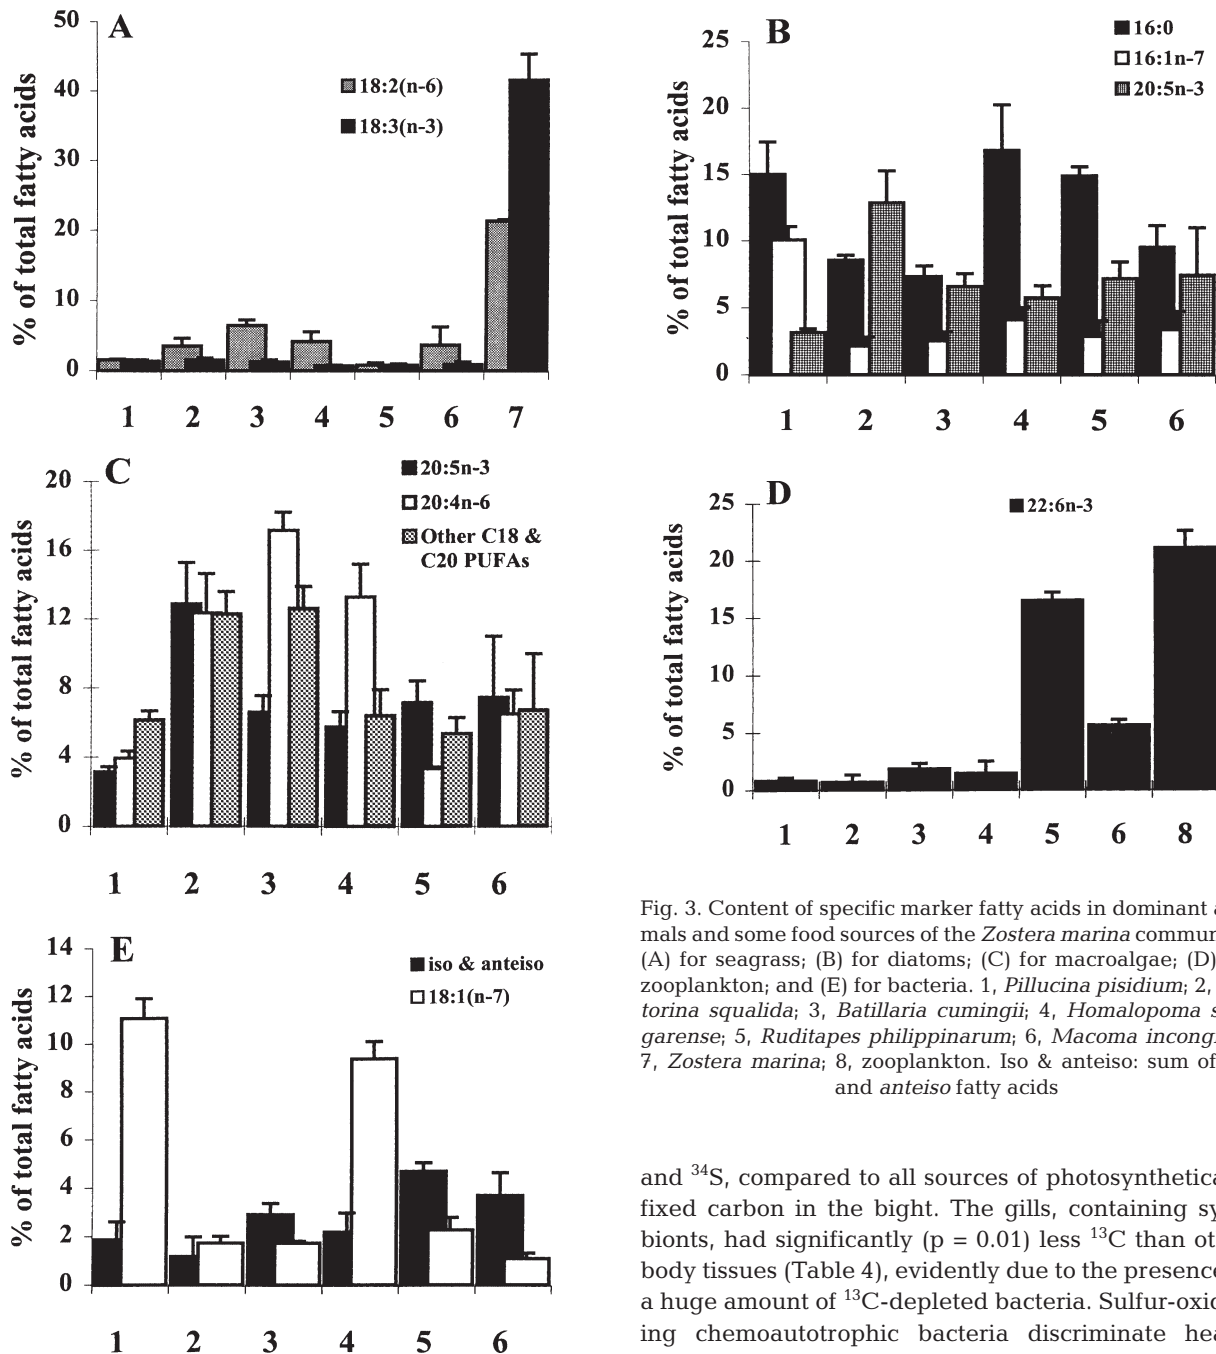 A
50
40
30
20
10
0
% of total fatty acids
18:2(n-6)
18:3(n-3)
1 2 3 4 5 6 7
B
25
20
15
10
5
0
% of total fatty acids
16:0
16:1n-7
20:5n-3
1 2 3 4 5 6
C
20
16
12
8
4
0
% of total fatty acids
20:5n-3
20:4n-6
Other C18 &
C20 PUFAs
1 2 3 4 5 6
D
25
20
15
10
5
0
% of total fatty acids
22:6n-3
1 2 3 4 5 6 8
E
14
12
10
8
6
4
2
0
% of total fatty acids
iso & anteiso
18:1(n-7)
1 2 3 4 5 6
Fig. 3. Content of specific marker fatty acids in dominant a
mals and some food sources of the Zostera marina commun
(A) for seagrass; (B) for diatoms; (C) for macroalgae; (D)
zooplankton; and (E) for bacteria. 1, Pillucina pisidium; 2,
torina squalida; 3, Batillaria cumingii; 4, Homalopoma s
garense; 5, Ruditapes philippinarum; 6, Macoma incong
7, Zostera marina; 8, zooplankton. Iso & anteiso: sum of
and anteiso fatty acids
and ³⁴S, compared to all sources of photosynthetica
fixed carbon in the bight. The gills, containing sy
bionts, had significantly (p = 0.01) less ¹³C than ot
body tissues (Table 4), evidently due to the presence
a huge amount of ¹³C-depleted bacteria. Sulfur-oxid
ing chemoautotrophic bacteria discriminate hea